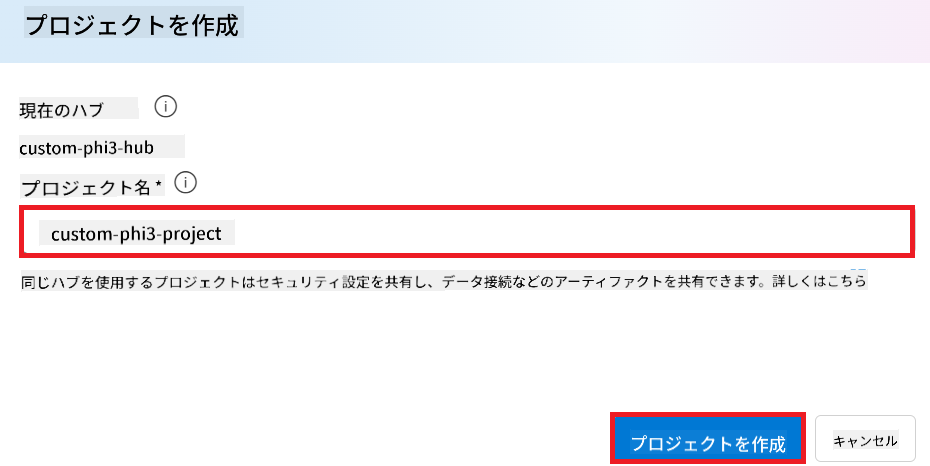 プロジェクトを作成
現在のハブ
custom-phi3-hub
プロジェクト名 *
custom-phi3-project
同じハブを使用するプロジェクトはセキュリティ設定を共有し、データ接続などのアーティファクトを共有できます。詳しくはこちら
プロジェクトを作成 キャンセル